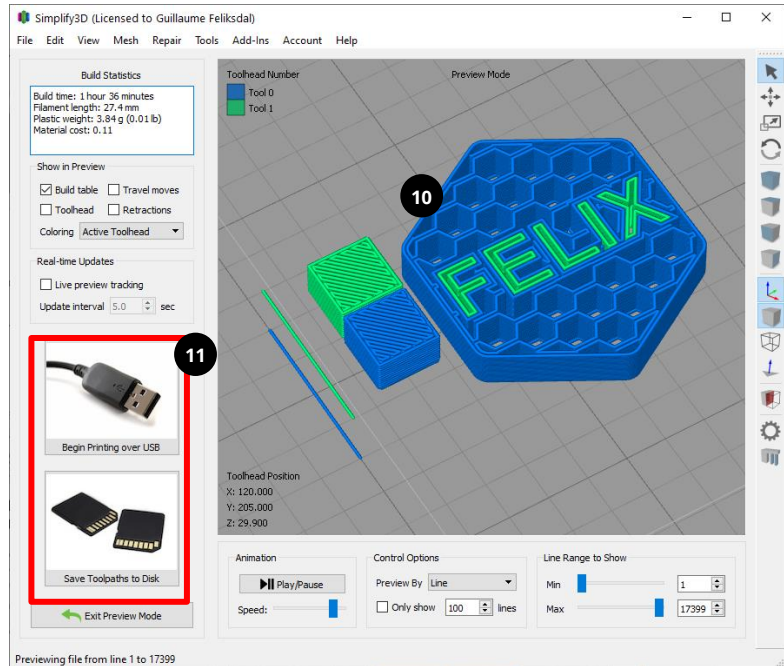 Simplify3D (Licensed to Guillaume Feliksdal)
File Edit View Mesh Repair Tools Add-Ins Account Help
Build Statistics
Build time: 1 hour 36 minutes
Filament length: 27.4 mm
Plastic weight: 3.84 g (0.01 lb)
Material cost: 0.11
Show in Preview
Build table Travel moves
Toolhead Retractions
Coloring Active Toolhead
Real-time Updates
Live preview tracking
Update interval 5.0 sec
11
Begin Printing over USB
Save Toolpaths to Disk
Exit Preview Mode
Toolhead Number
Tool 0
Tool 1
Preview Mode
10
FELIX
Toolhead Position
X: 120.000
Y: 205.000
Z: 29.900
Animation
Play/Pause
Speed:
Control Options
Preview By Line
Only show 100 lines
Line Range to Show
Min 1
Max 17399
Previewing file from line 1 to 17399